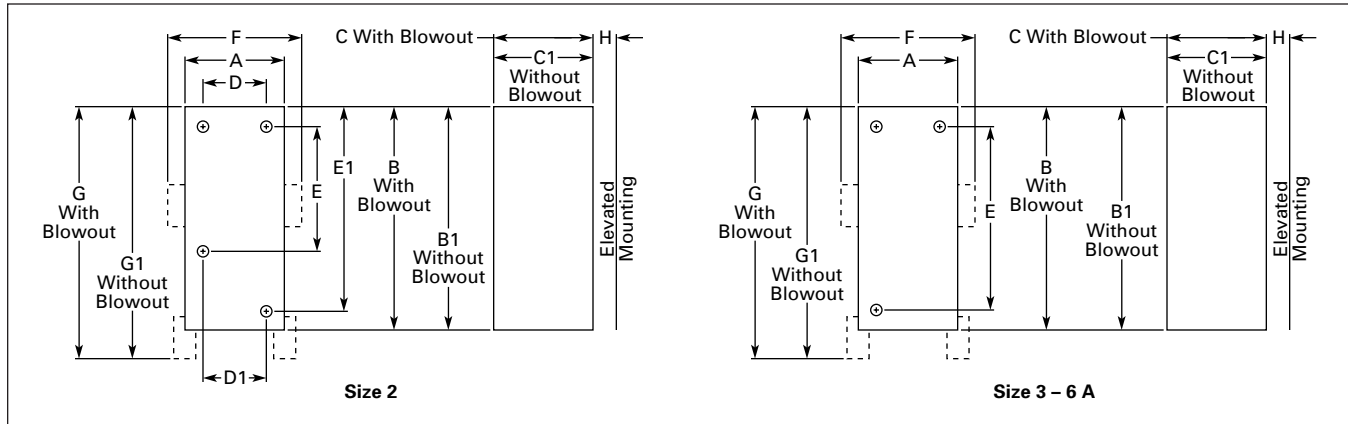 C With Blowout
H
F
A
D
C1
Without
Blowout
E1
E
B
With
Blowout
B1
Without
Blowout
G
With
Blowout
G1
Without
Blowout
Elevated
Mounting
D1
Size 2
C With Blowout
H
F
A
C1
Without
Blowout
E
B
With
Blowout
B1
Without
Blowout
G
With
Blowout
G1
Without
Blowout
Elevated
Mounting
Size 3 – 6 A